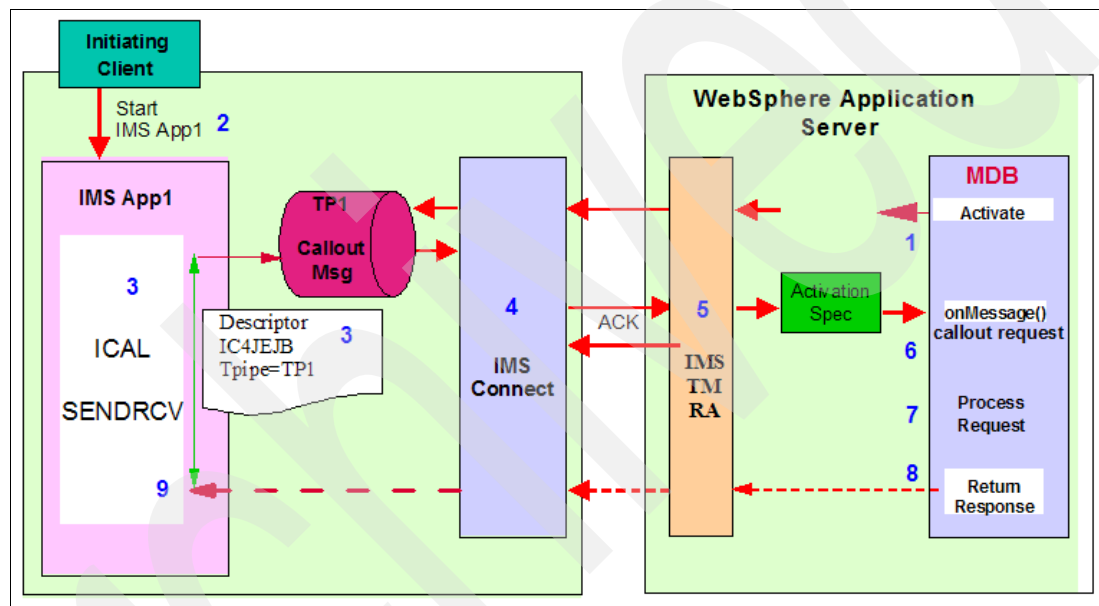 Initiating
Client
Start
IMS App1
2
WebSphere Application
Server
IMS App1
TP1
Callout
Msg
3
ICAL
SENDRCV
9
Descriptor
IC4JEJB
Tpipe=TP1
3
4
IMS
Connect
ACK
5
IMS
TM
RA
Activation
Spec
MDB
Activate
1
onMessage()
callout request
6
7
Process
Request
8
Return
Response